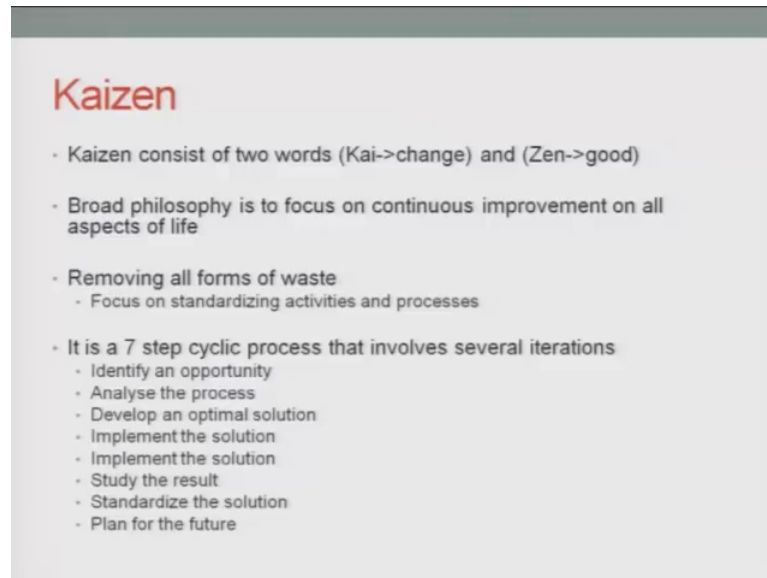 Kaizen
· Kaizen consist of two words (Kai->change) and (Zen->good)
· Broad philosophy is to focus on continuous improvement on all
aspects of life
· Removing all forms of waste
· Focus on standardizing activities and processes
· It is a 7 step cyclic process that involves several iterations
· Identify an opportunity
· Analyse the process
· Develop an optimal solution
· Implement the solution
· Implement the solution
· Study the result
· Standardize the solution
· Plan for the future